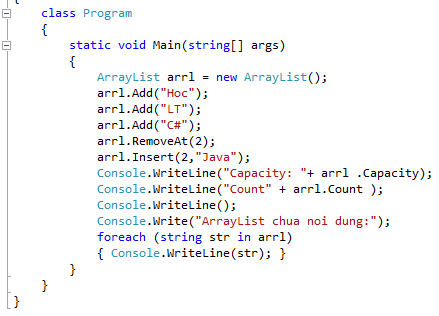 {
class Program
{
static void Main(string[] args)
{
ArrayList arrl = new ArrayList();
arrl.Add("Hoc");
arrl.Add("LT");
arrl.Add("C#");
arrl.RemoveAt(2);
arrl.Insert(2,"Java");
Console.WriteLine("Capacity: "+ arrl .Capacity);
Console.WriteLine("Count" + arrl.Count );
Console.WriteLine();
Console.Write("ArrayList chua noi dung:");
foreach (string str in arrl)
{ Console.WriteLine(str); }
}
}
}